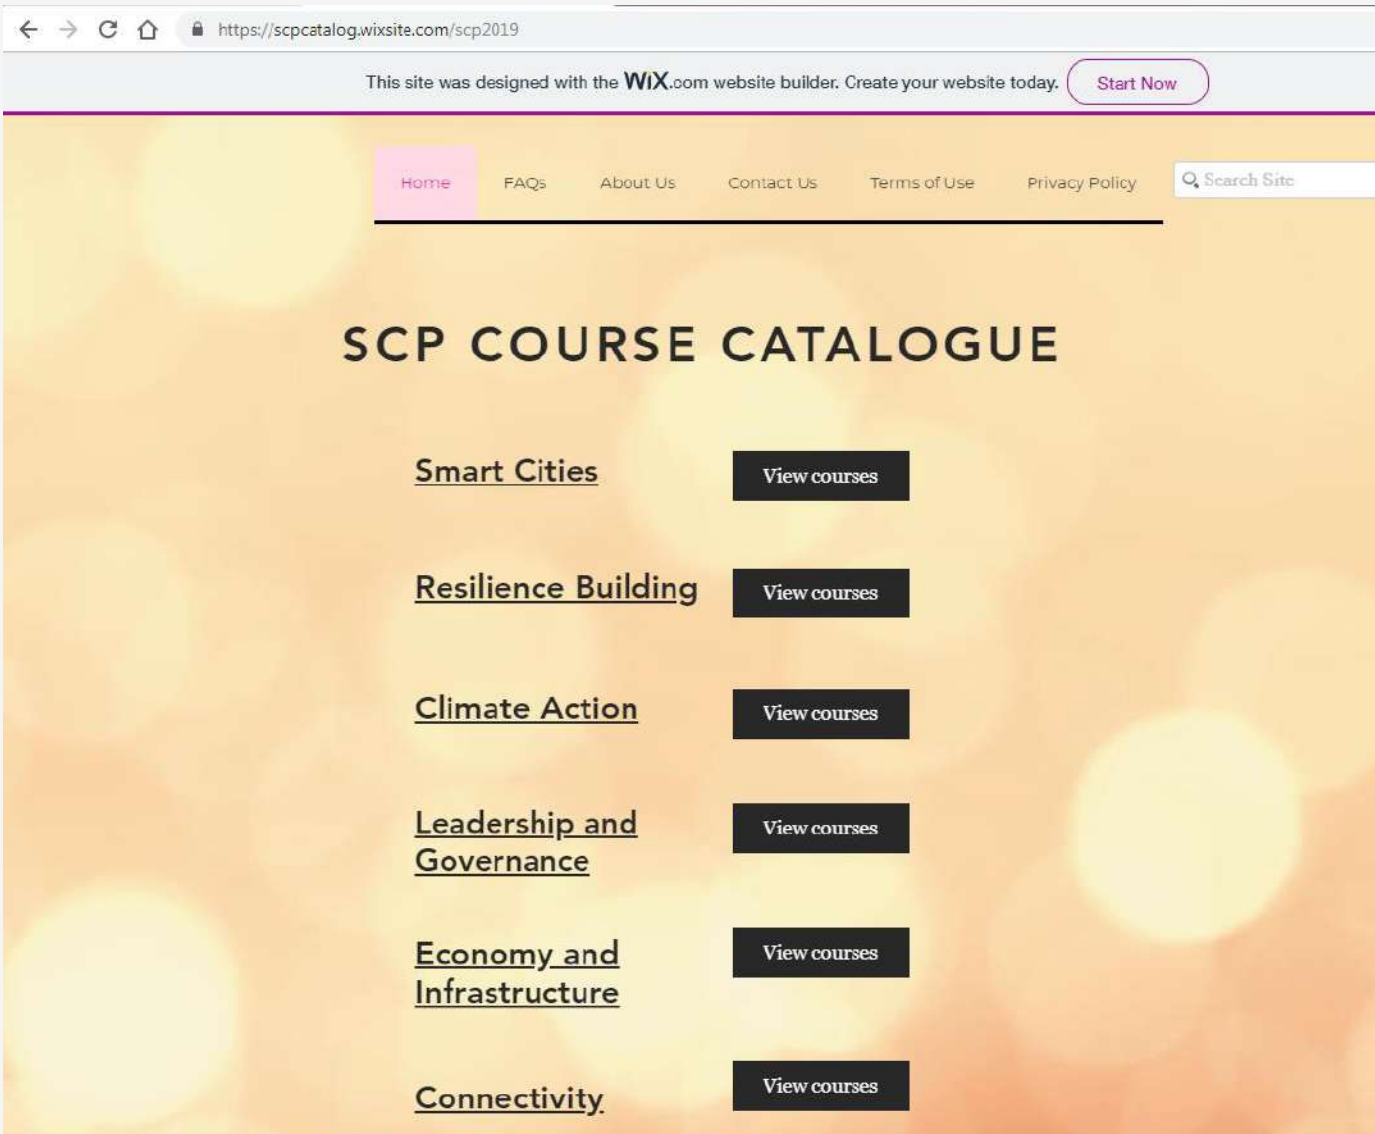 https://scpcatalog.wixsite.com/scp2019
This site was designed with the WiX.com website builder. Create your website today. Start Now
Home FAQs About Us Contact Us Terms of Use Privacy Policy Search Site
SCP COURSE CATALOGUE
Smart Cities View courses
Resilience Building View courses
Climate Action View courses
Leadership and View courses
Governance
Economy and View courses
Infrastructure
Connectivity View courses